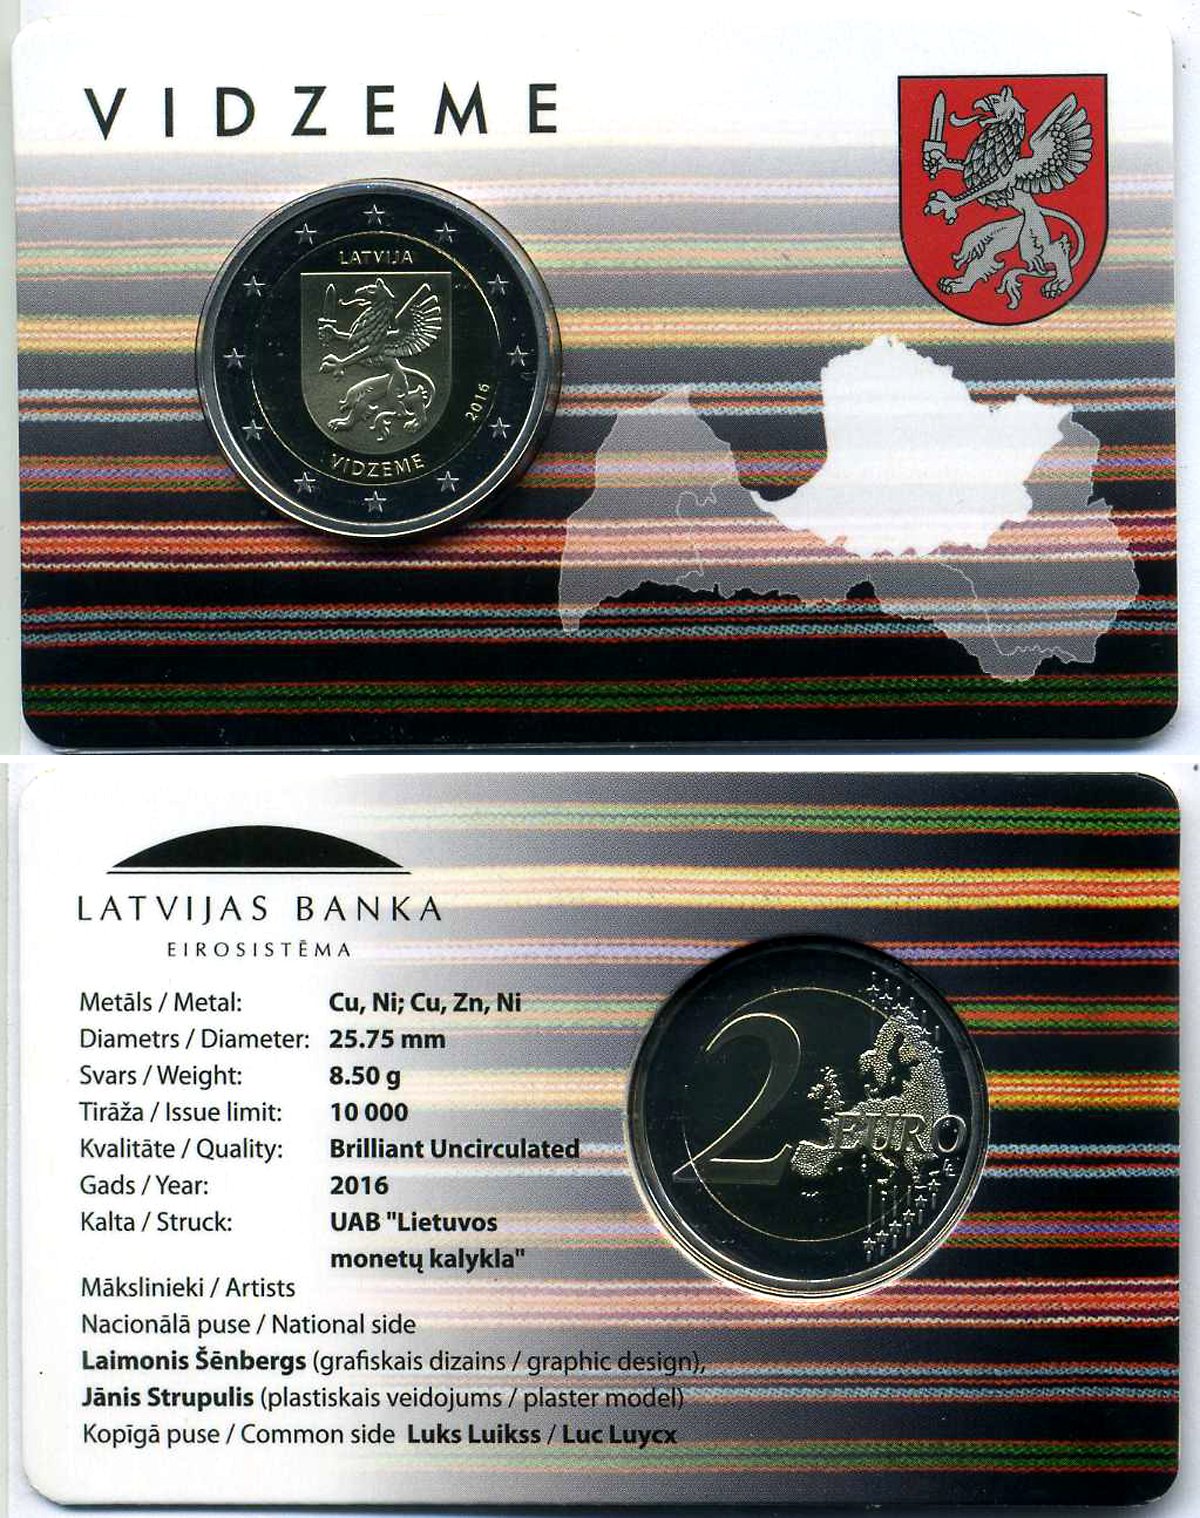 VIDZEME
LATVIJA
2016
VIDZEME
LATVIJAS BANKA
EIROSISTĒMA
Metāls / Metal: Cu, Ni; Cu, Zn, Ni
Diametrs / Diameter: 25.75 mm
Svars / Weight: 8.50 g
Tirāža / Issue limit: 10 000
Kvalitāte / Quality: Brilliant Uncirculated
Gads / Year: 2016
Kalta / Struck: UAB "Lietuvos
monetų kalykla"
Mākslinieki / Artists
Nacionālā puse / National side
Laimonis Šēnbergs (grafiskais dizains / graphic design),
Jānis Strupulis (plastiskais veidojums / plaster model)
Kopīgā puse / Common side Luks Luikss / Luc Luycx
2 EURO
LL